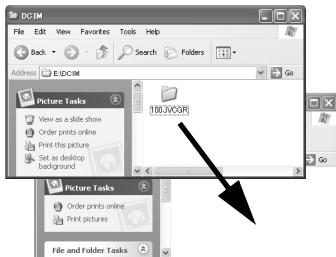 DCIM
File Edit View Favorites Tools Help
Back Search Folders
Address E:\DCIM Go
Picture Tasks
View as a slide show
Order prints online
Print this picture
Set as desktop
background
100JVCGR
Go
Picture Tasks
Order prints online
Print pictures
File and Folder Tasks